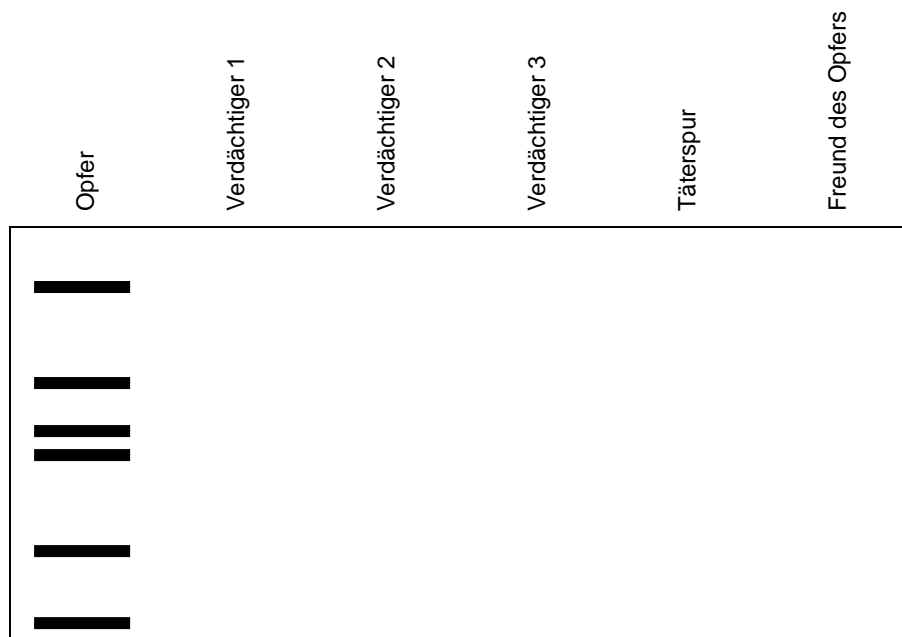 Opfer
Verdächtiger 1
Verdächtiger 2
Verdächtiger 3
Täterspur
Freund des Opfers